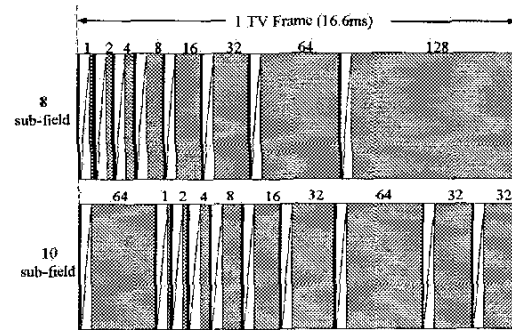 1 TV Frame (16.6ms)
1 2 4 8 16 32 64 128
8
sub-field
64 1 2 4 8 16 32 64 32 32
10
sub-field